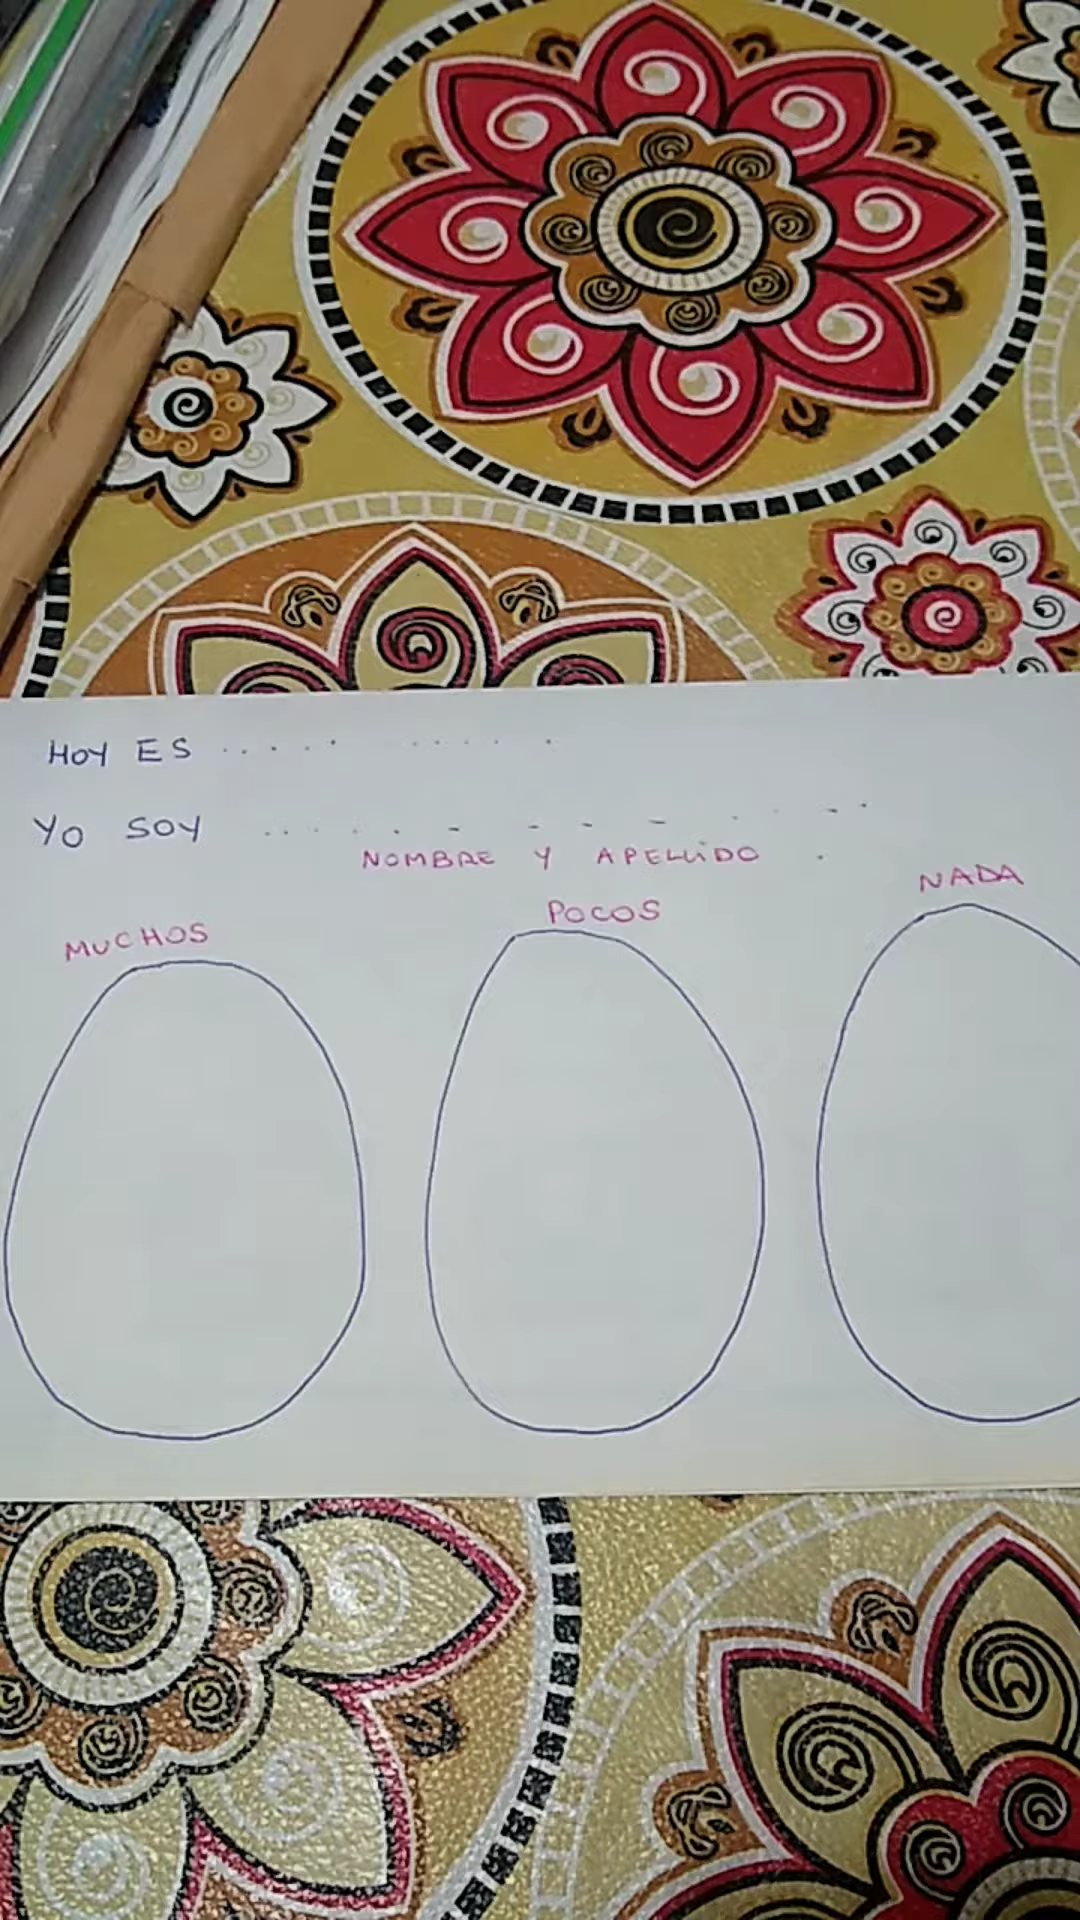 HOY ES ..... .....
YO SOY .............
NOMBRE Y APELLIDO .
MUCHOS POCOS NADA